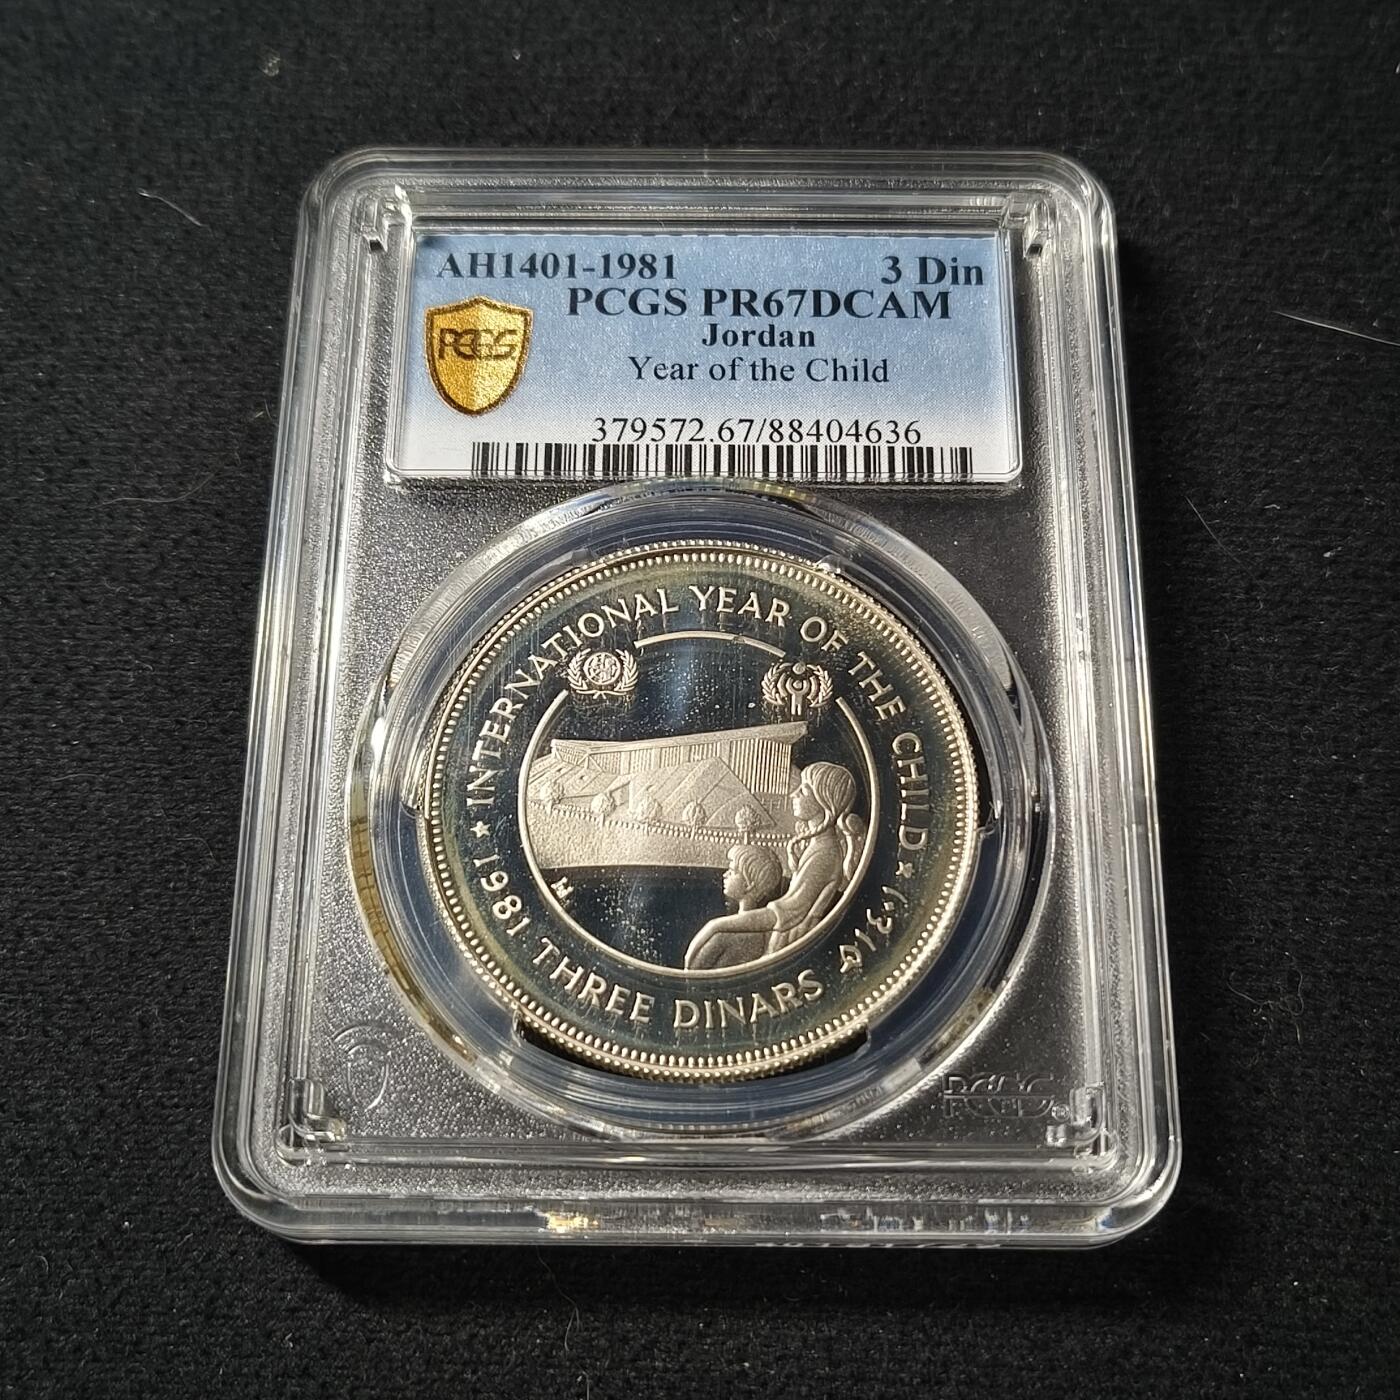 AH1401-1981 3 Din
PCGS PR67DCAM
Jordan
Year of the Child
PCGS
379572.67/88404636
★ INTERNATIONAL YEAR OF THE CHILD ★
1981 · THREE DINARS
PCGS